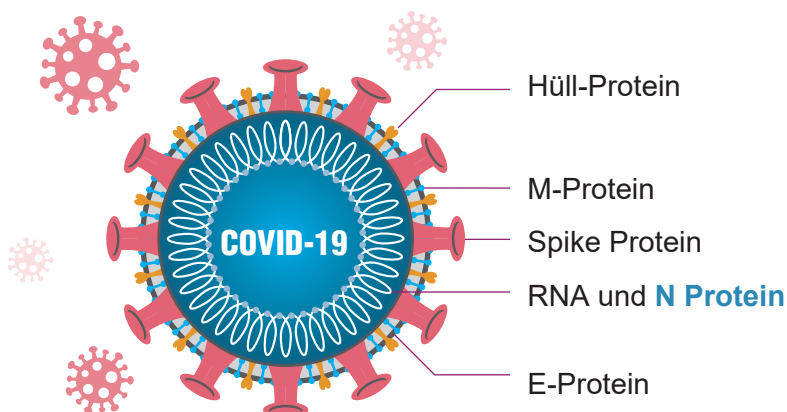 Hüll-Protein
M-Protein
COVID-19
Spike Protein
RNA und N Protein
E-Protein